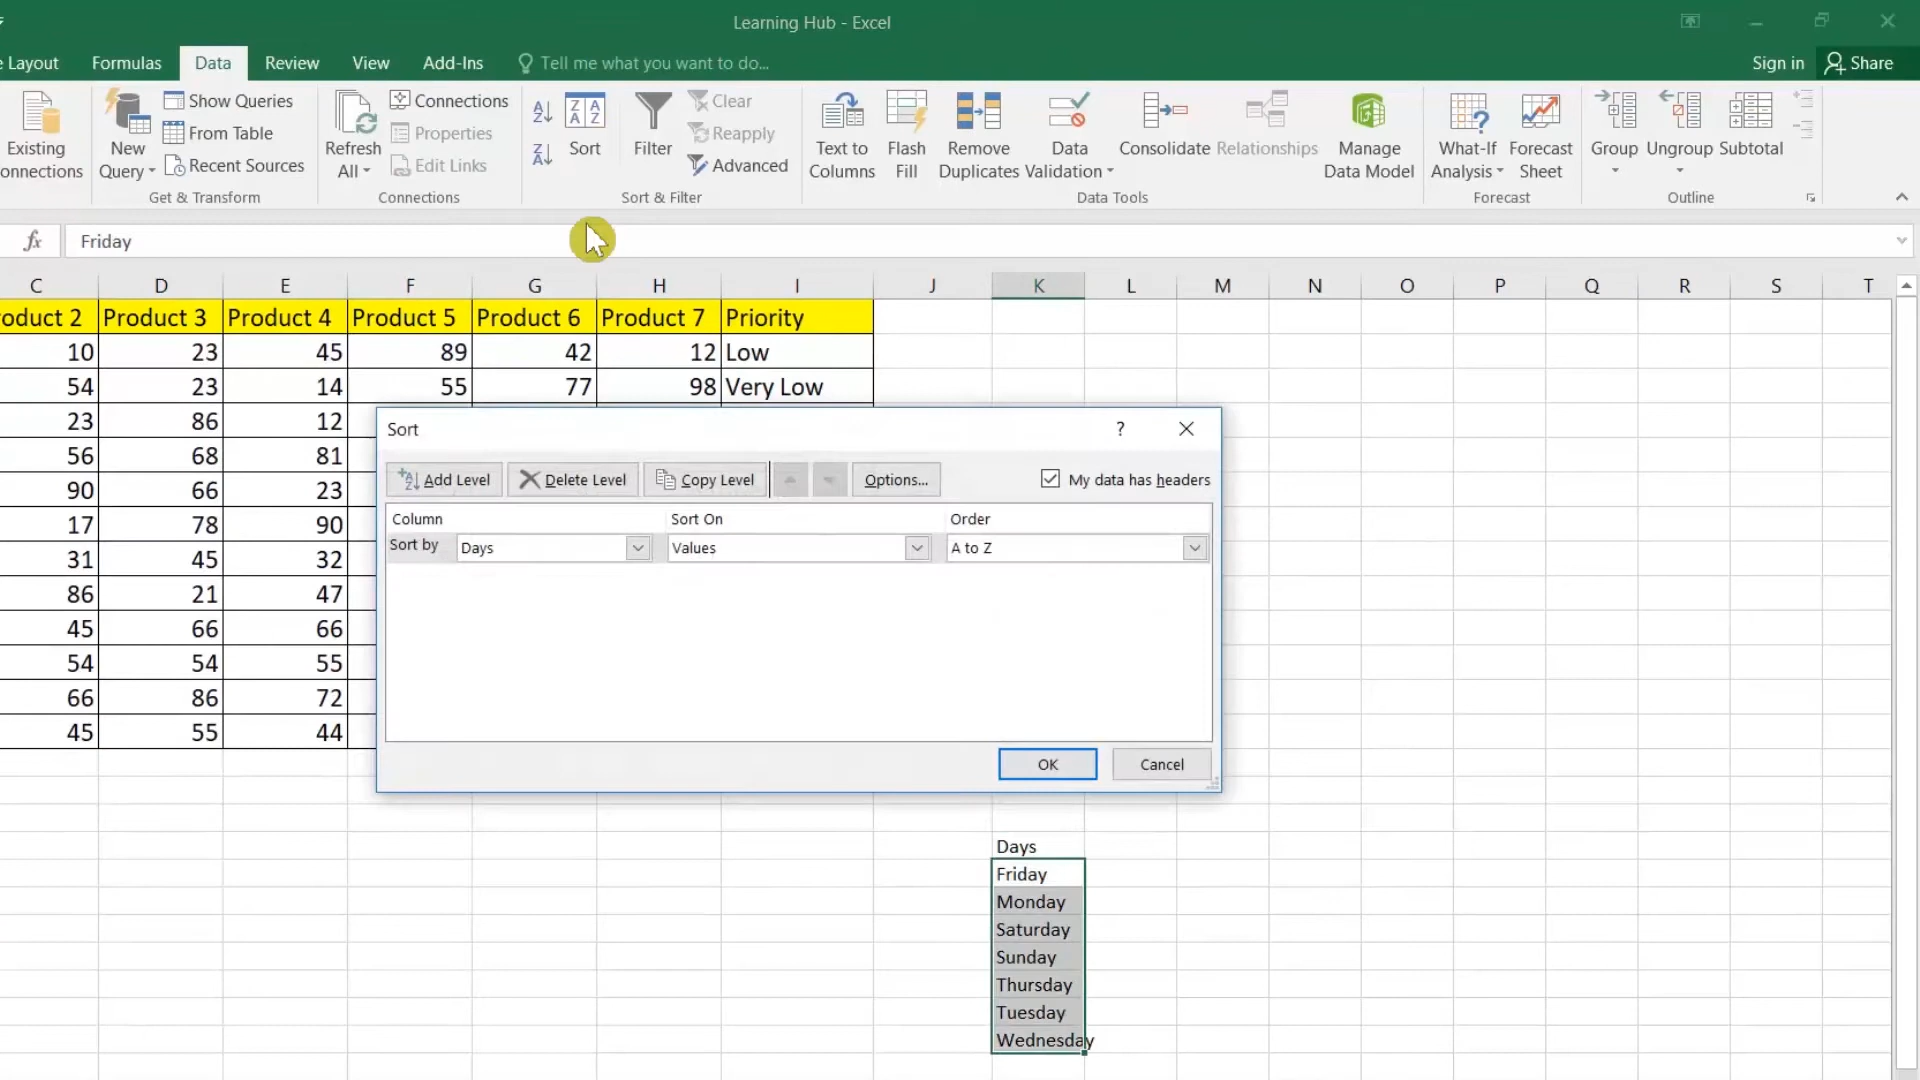 Learning Hub - Excel
e Layout Formulas Data Review View Add-Ins Tell me what you want to do... Sign in Share
Existing
onnections
New
Query
Show Queries
From Table
Recent Sources
Get & Transform
Refresh
All
Connections
Properties
Edit Links
Connections
Sort
Filter
Clear
Reapply
Advanced
Sort & Filter
Text to
Columns
Flash
Fill
Remove
Duplicates
Data
Validation
Consolidate
Relationships
Manage
Data Model
Data Tools
What-If
Analysis
Forecast
Sheet
Forecast
Group
Ungroup
Subtotal
Outline
fx Friday
C D E F G H I J K L M N O P Q R S T
oduct 2 Product 3 Product 4 Product 5 Product 6 Product 7 Priority
10 23 45 89 42 12 Low
54 23 14 55 77 98 Very Low
23 86 12
56 68 81
90 66 23
17 78 90
31 45 32
86 21 47
45 66 66
54 54 55
66 86 72
45 55 44
Sort ?
Add Level Delete Level Copy Level Options... My data has headers
Column Sort On Order
Sort by Days Values A to Z
OK Cancel
Days
Friday
Monday
Saturday
Sunday
Thursday
Tuesday
Wednesday